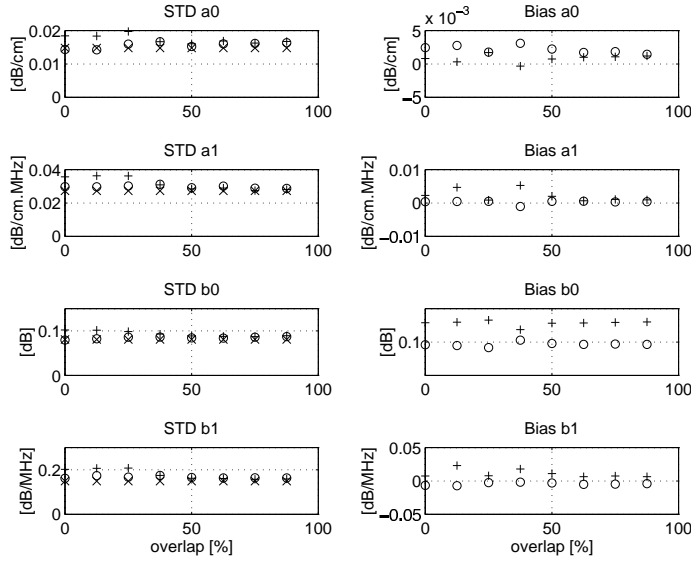 STD a0
0.02
0.01
0
[dB/cm]
0 50 100
Bias a0
x 10⁻³
5
0
−5
[dB/cm]
0 50 100
STD a1
0.04
0.02
0
[dB/cm.MHz]
0 50 100
Bias a1
0.01
0
−0.01
[dB/cm.MHz]
0 50 100
STD b0
0.1
0
[dB]
0 50 100
Bias b0
0.1
[dB]
0 50 100
STD b1
0.2
0
[dB/MHz]
0 50 100
overlap [%]
Bias b1
0.05
0
−0.05
[dB/MHz]
0 50 100
overlap [%]